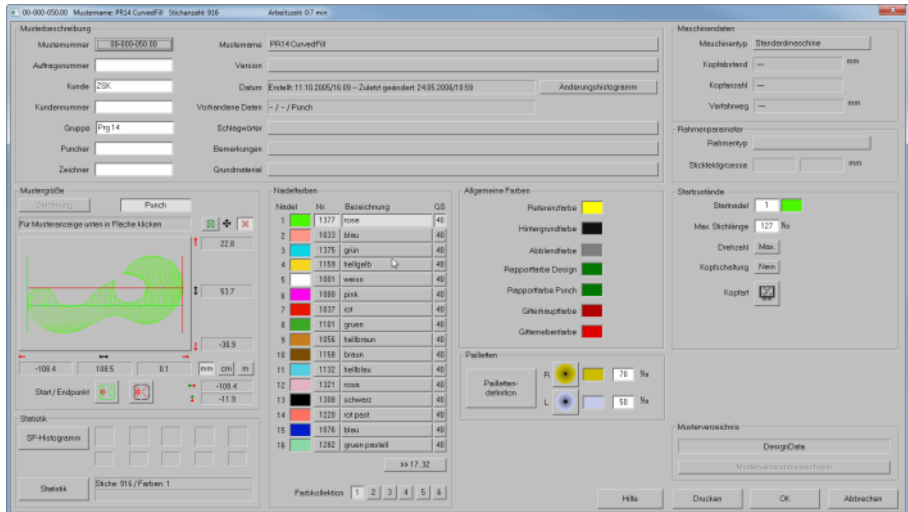 00-000-050.00 Mustername: PR14 CurvedFill Stichanzahl: 916 Arbeitszeit: 0:7 min
Musterbeschreibung
Musternummer 00-000-050.00
Mustername PR14CurvedFill
Auftragsnummer
Version
Kunde ZSK
Datum Erstellt: 11.10.2005/16:09 -- Zuletzt geändert: 24.05.2006/10:59 Änderungshistogramm
Kundennummer
Vorhandene Daten - / - / Punch
Gruppe Prg14
Schlagwörter
Puncher
Bemerkungen
Zeichner
Grundmaterial
Maschinendaten
Maschinentyp Standardmaschine
Kopfabstand --- mm
Kopfanzahl ---
Verfahrweg --- mm
Rahmenparameter
Rahmentyp
Stickfeldgroesse mm
Mustergröße
Zeichnung Punch
Für Musteranzeige unten in Fläche klicken
22.8
53.7
-30.9
-108.4 108.5 0.1 mm cm m
Start / Endpunkt
-108.4
-11.9
Statistik
SF-Histogramm
Statistik
Stiche: 916 / Farben: 1
Nadelfarben
Nadel Nr. Bezeichnung GS
1 1377 rose 40
2 1033 blau 40
3 1375 grün 40
4 1159 hellgelb 40
5 1001 weiss 40
6 1080 pink 40
7 1037 rot 40
8 1101 gruen 40
9 1056 hellbraun 40
10 1158 braun 40
11 1132 hellblau 40
12 1321 rosa 40
13 1308 schwarz 40
14 1220 rot past 40
15 1076 blau 40
16 1282 gruen pastell 40
>> 17..32
Farbkollektion 1 2 3 4 5 6
Allgemeine Farben
Referenzfarbe
Hintergrundfarbe
Abblendfarbe
Rapportfarbe Design
Rapportfarbe Punch
Gitterhauptfarbe
Gitternebenfarbe
Pailletten
Pailletten-
definition
R 70
L 50
Startzustände
Startnadel 1
Max. Stichlänge 127
Drehzahl Max.
Kopfschaltung Nein
Kopfart
Musterverzeichnis
DesignData
Musterverzeichnis wechseln
Hilfe Drucken OK Abbrechen